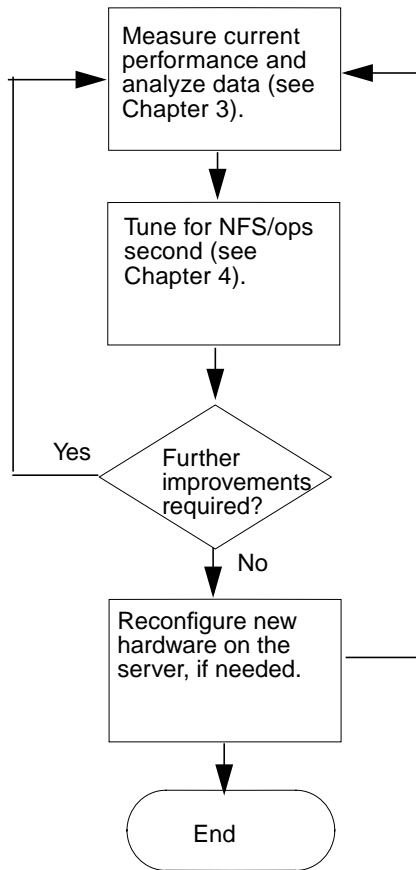 Measure current
performance and
analyze data (see
Chapter 3).
Tune for NFS/ops
second (see
Chapter 4).
Yes
Further
improvements
required?
No
Reconfigure new
hardware on the
server, if needed.
End